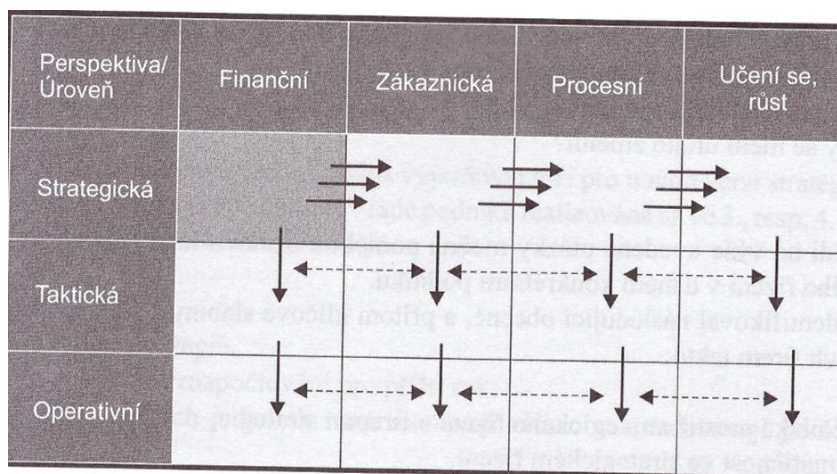 Perspektiva/
Úroveň
Finanční
Zákaznická
Procesní
Učení se,
růst
Strategická
Taktická
Operativní